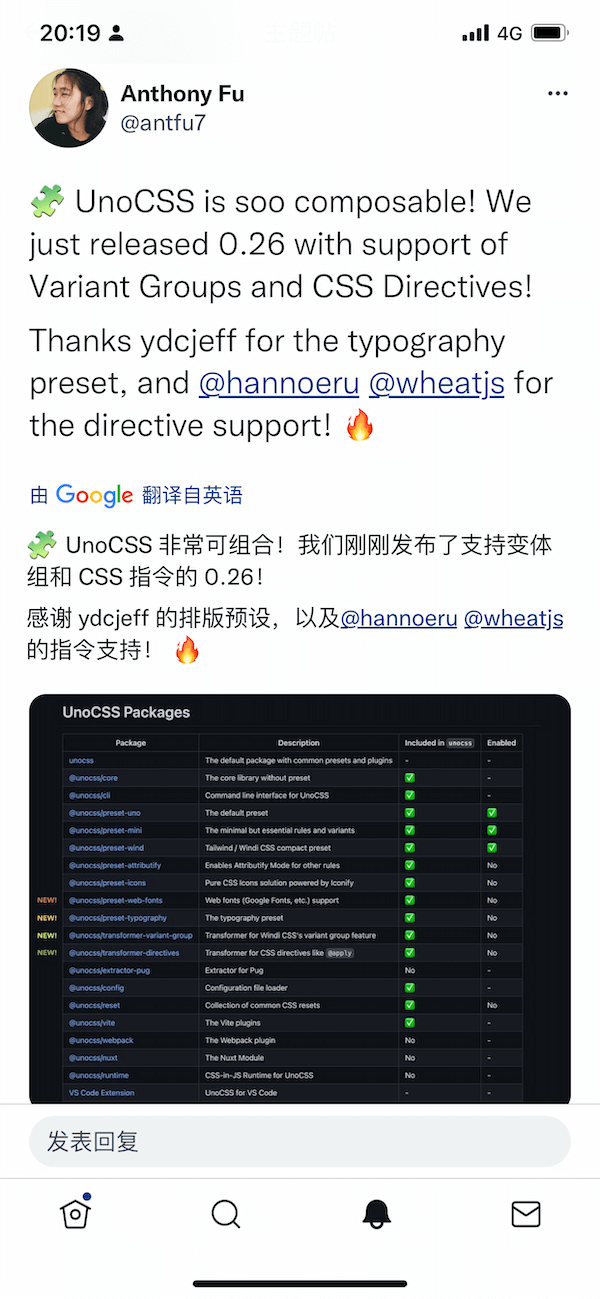 20:19
4G
Anthony Fu
@antfu7
🧩 UnoCSS is soo composable! We
just released 0.26 with support of
Variant Groups and CSS Directives!
Thanks ydcjeff for the typography
preset, and @hannoeru @wheatjs for
the directive support! 🔥
由 Google 翻译自英语
🧩 UnoCSS 非常可组合！我们刚刚发布了支持变体
组和 CSS 指令的 0.26！
感谢 ydcjeff 的排版预设，以及@hannoeru @wheatjs
的指令支持！ 🔥
UnoCSS Packages
Package Description Included in unocss Enabled
unocss The default package with common presets and plugins - -
@unocss/core The core library without preset ✅ -
@unocss/cli Command line interface for UnoCSS ✅ -
@unocss/preset-uno The default preset ✅ ✅
@unocss/preset-mini The minimal but essential rules and variants ✅ ✅
@unocss/preset-wind Tailwind / Windi CSS compact preset ✅ ✅
@unocss/preset-attributify Enables Attributify Mode for other rules ✅ No
@unocss/preset-icons Pure CSS Icons solution powered by Iconify ✅ No
NEW! @unocss/preset-web-fonts Web fonts (Google Fonts, etc.) support ✅ No
NEW! @unocss/preset-typography The typography preset ✅ No
NEW! @unocss/transformer-variant-group Transformer for Windi CSS's variant group feature ✅ No
NEW! @unocss/transformer-directives Transformer for CSS directives like @apply ✅ No
@unocss/extractor-pug Extractor for Pug No -
@unocss/config Configuration file loader ✅ -
@unocss/reset Collection of common CSS resets ✅ No
@unocss/vite The Vite plugins ✅ -
@unocss/webpack The Webpack plugin No -
@unocss/nuxt The Nuxt Module No -
@unocss/runtime CSS-in-JS Runtime for UnoCSS No -
VS Code Extension UnoCSS for VS Code - -
发表回复